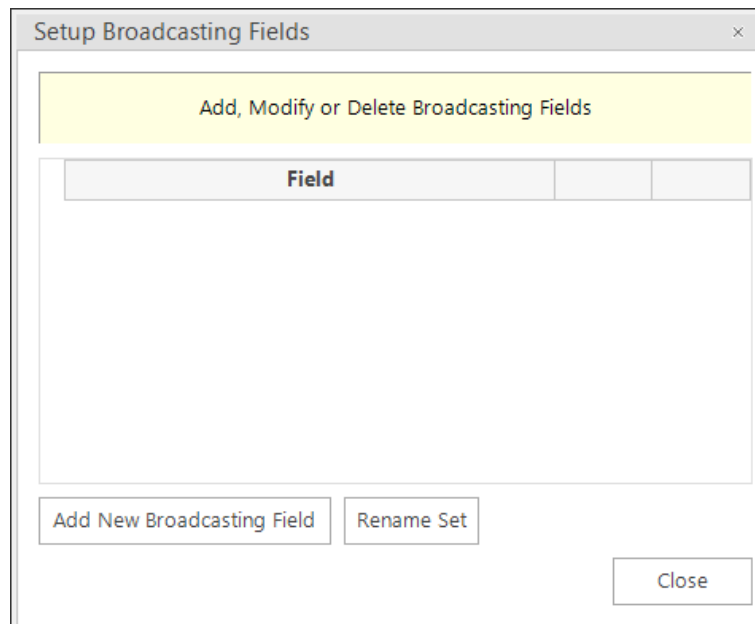 Setup Broadcasting Fields
Add, Modify or Delete Broadcasting Fields
Field
Add New Broadcasting Field
Rename Set
Close